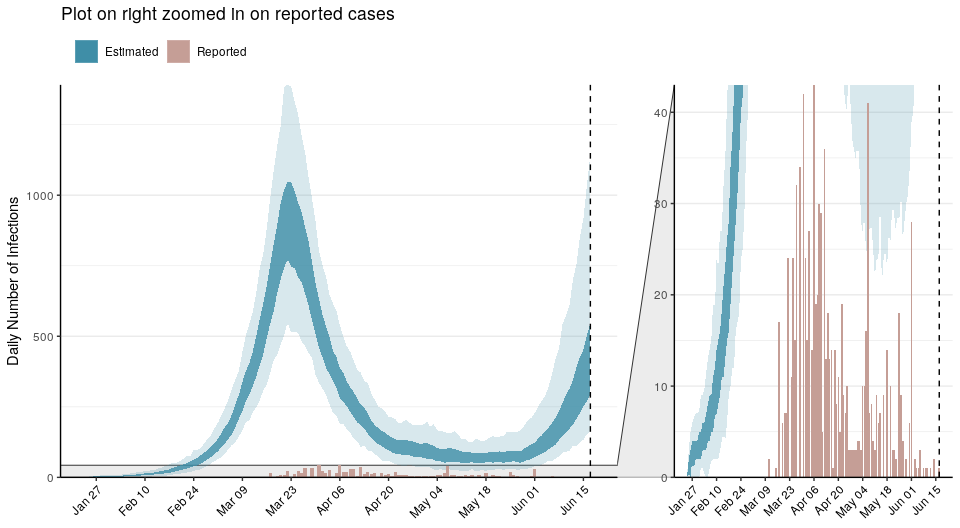 Plot on right zoomed in on reported cases
Estimated Reported
Daily Number of Infections
1000
500
0
Jan 27 Feb 10 Feb 24 Mar 09 Mar 23 Apr 06 Apr 20 May 04 May 18 Jun 01 Jun 15
40
30
20
10
0
Jan 27 Feb 10 Feb 24 Mar 09 Mar 23 Apr 06 Apr 20 May 04 May 18 Jun 01 Jun 15